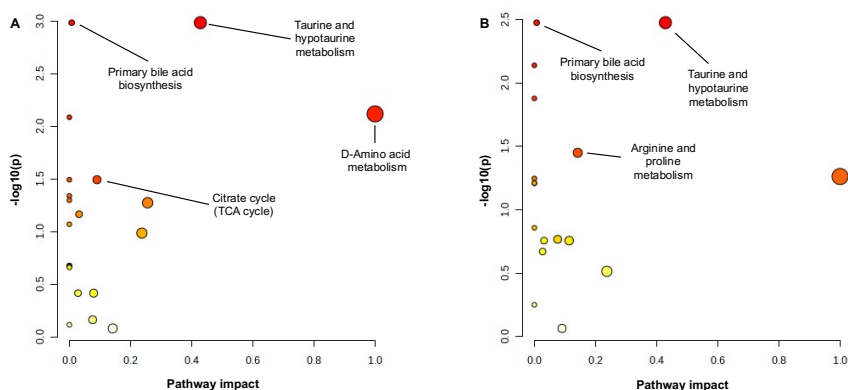 A
3.0
2.5
2.0
1.5
1.0
0.5
0.0
-log10(p)
0.0
0.2
0.4
0.6
0.8
1.0
Pathway impact
Primary bile acid
biosynthesis
Taurine and
hypotaurine
metabolism
D-Amino acid
metabolism
Citrate cycle
(TCA cycle)
B
-2.5
2.0
1.5
1.0
0.5
0.0
-log10(p)
0.0
0.2
0.4
0.6
0.8
1.0
Pathway impact
Primary bile acid
biosynthesis
Taurine and
hypotaurine
metabolism
Arginine and
proline
metabolism